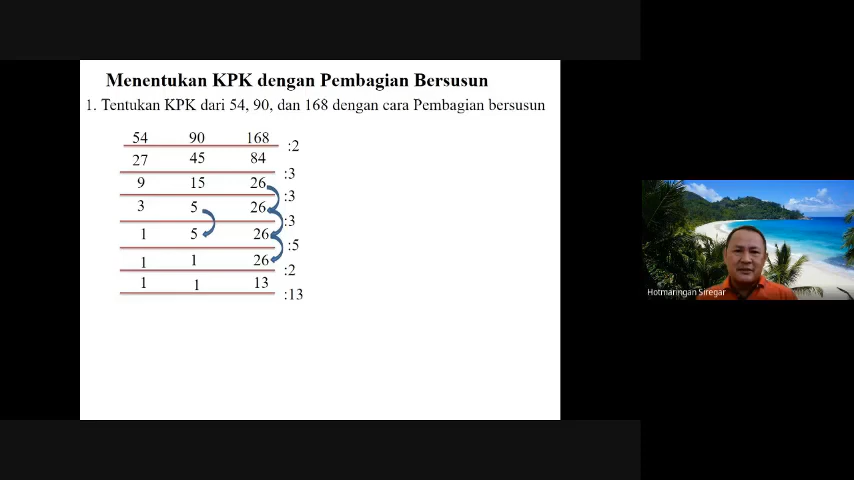 Menentukan KPK dengan Pembagian Bersusun
1. Tentukan KPK dari 54, 90, dan 168 dengan cara Pembagian bersusun
54 90 168 :2
27 45 84 :3
9 15 26 :3
3 5 26 :3
1 5 26 :5
1 1 26 :2
1 1 13 :13
Hotmaringan Siregar